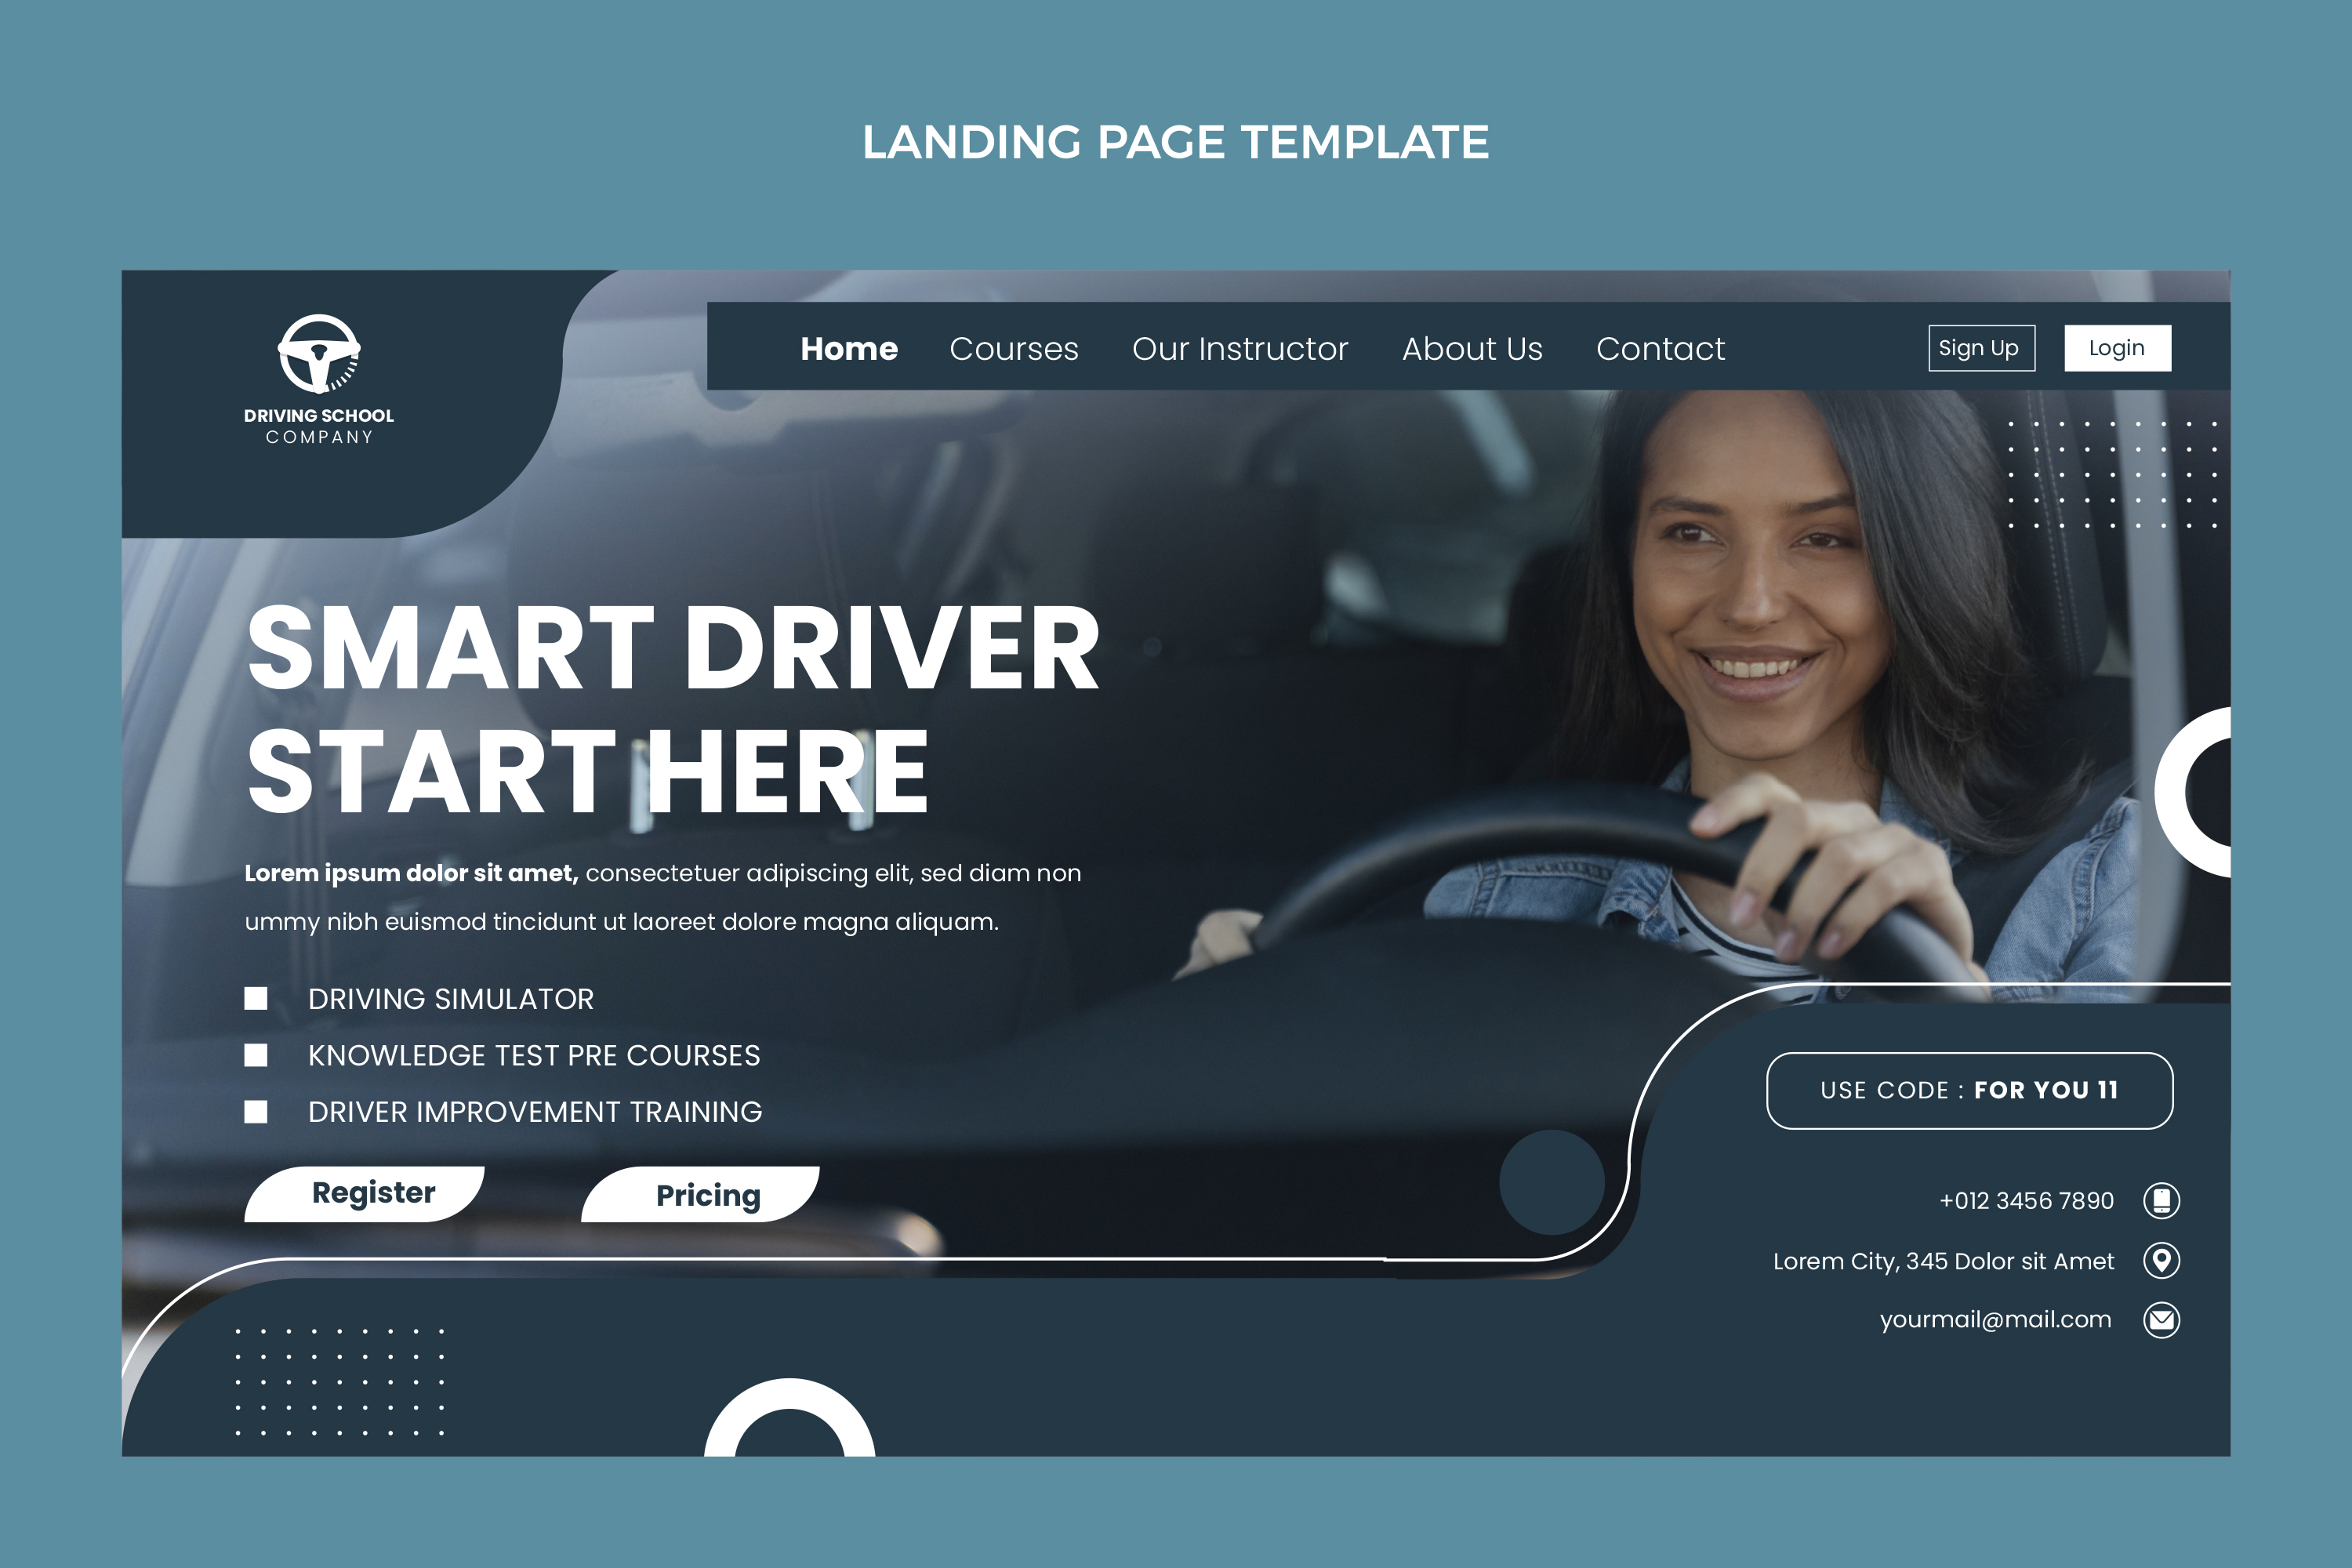 LANDING PAGE TEMPLATE
DRIVING SCHOOL
COMPANY
Home Courses Our Instructor About Us Contact Sign Up Login
SMART DRIVER
START HERE
Lorem ipsum dolor sit amet, consectetuer adipiscing elit, sed diam non
ummy nibh euismod tincidunt ut laoreet dolore magna aliquam.
DRIVING SIMULATOR
KNOWLEDGE TEST PRE COURSES
DRIVER IMPROVEMENT TRAINING
Register Pricing
USE CODE : FOR YOU 11
+012 3456 7890
Lorem City, 345 Dolor sit Amet
yourmail@mail.com